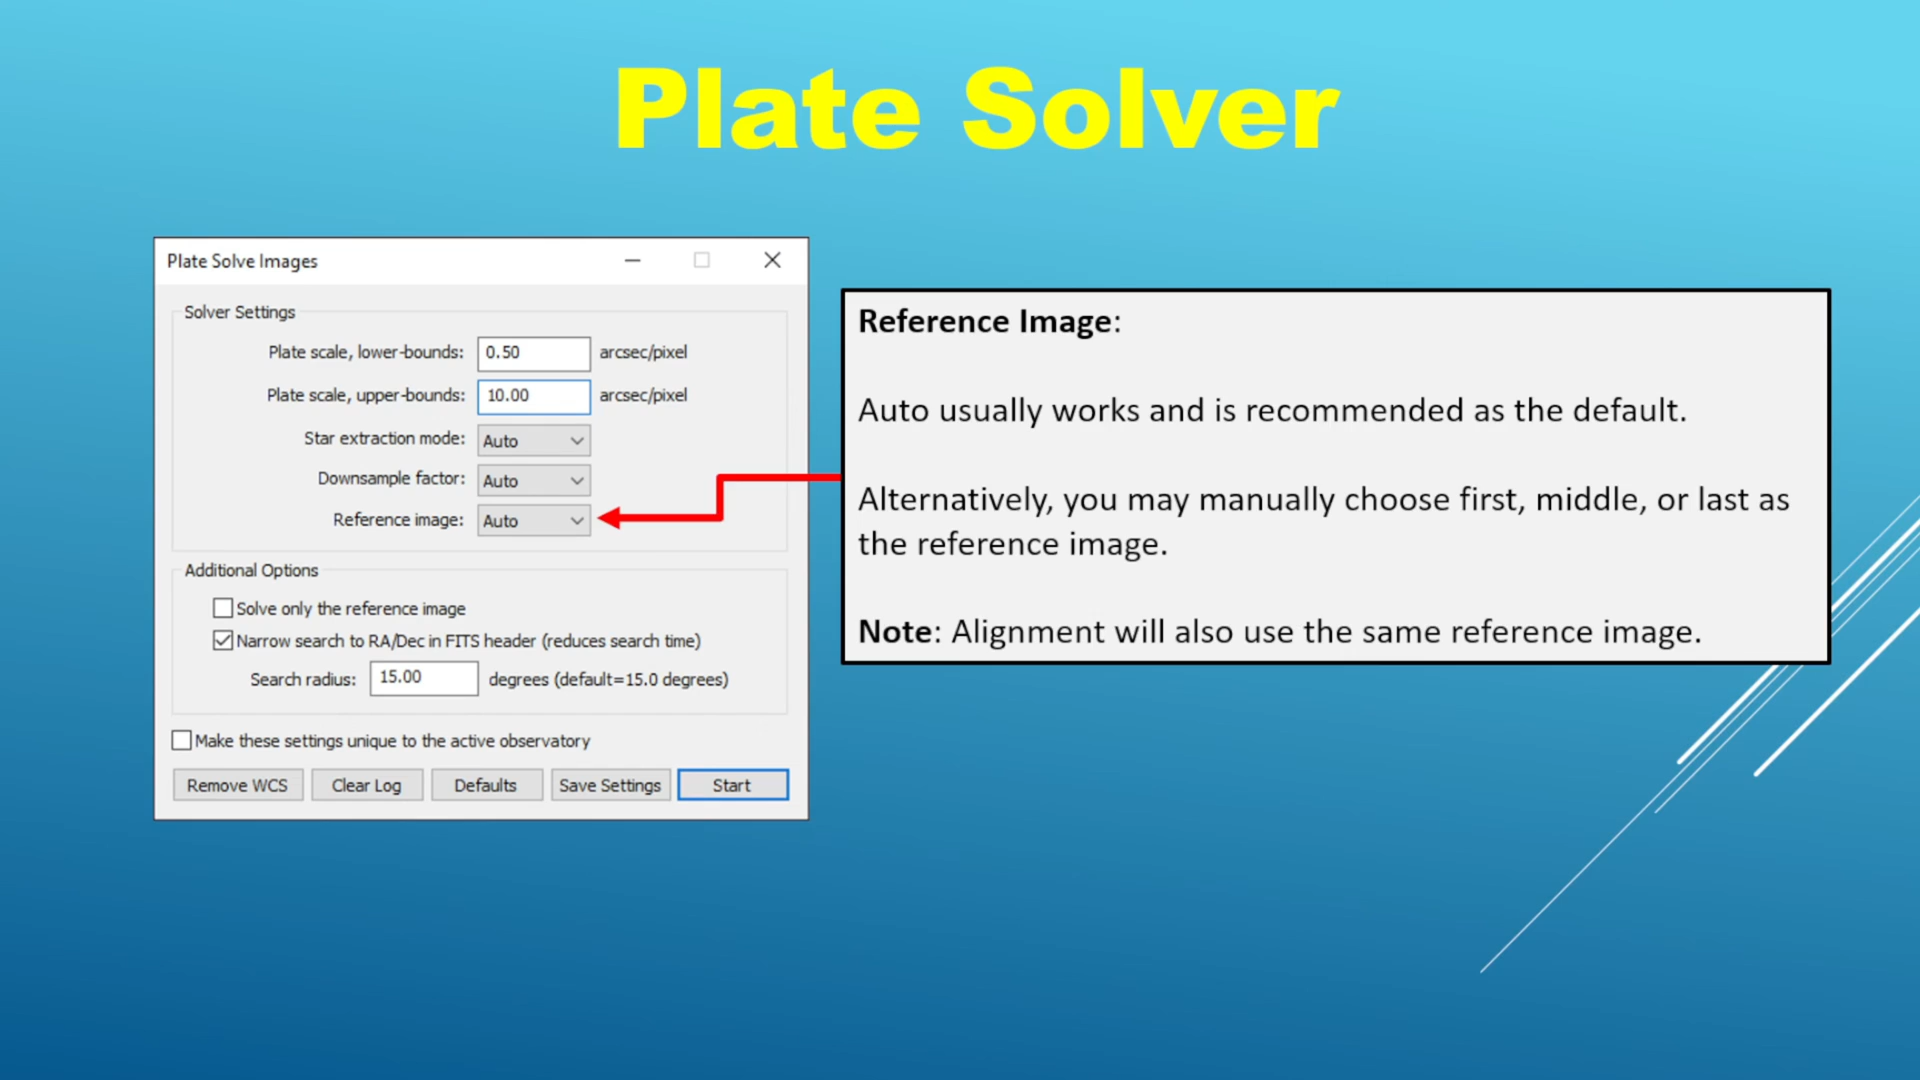 Plate Solver
Plate Solve Images
Solver Settings
Plate scale, lower-bounds: 0.50 arcsec/pixel
Plate scale, upper-bounds: 10.00 arcsec/pixel
Star extraction mode: Auto
Downsample factor: Auto
Reference image: Auto
Additional Options
Solve only the reference image
Narrow search to RA/Dec in FITS header (reduces search time)
Search radius: 15.00 degrees (default=15.0 degrees)
Make these settings unique to the active observatory
Remove WCS Clear Log Defaults Save Settings Start
Reference Image:
Auto usually works and is recommended as the default.
Alternatively, you may manually choose first, middle, or last as
the reference image.
Note: Alignment will also use the same reference image.